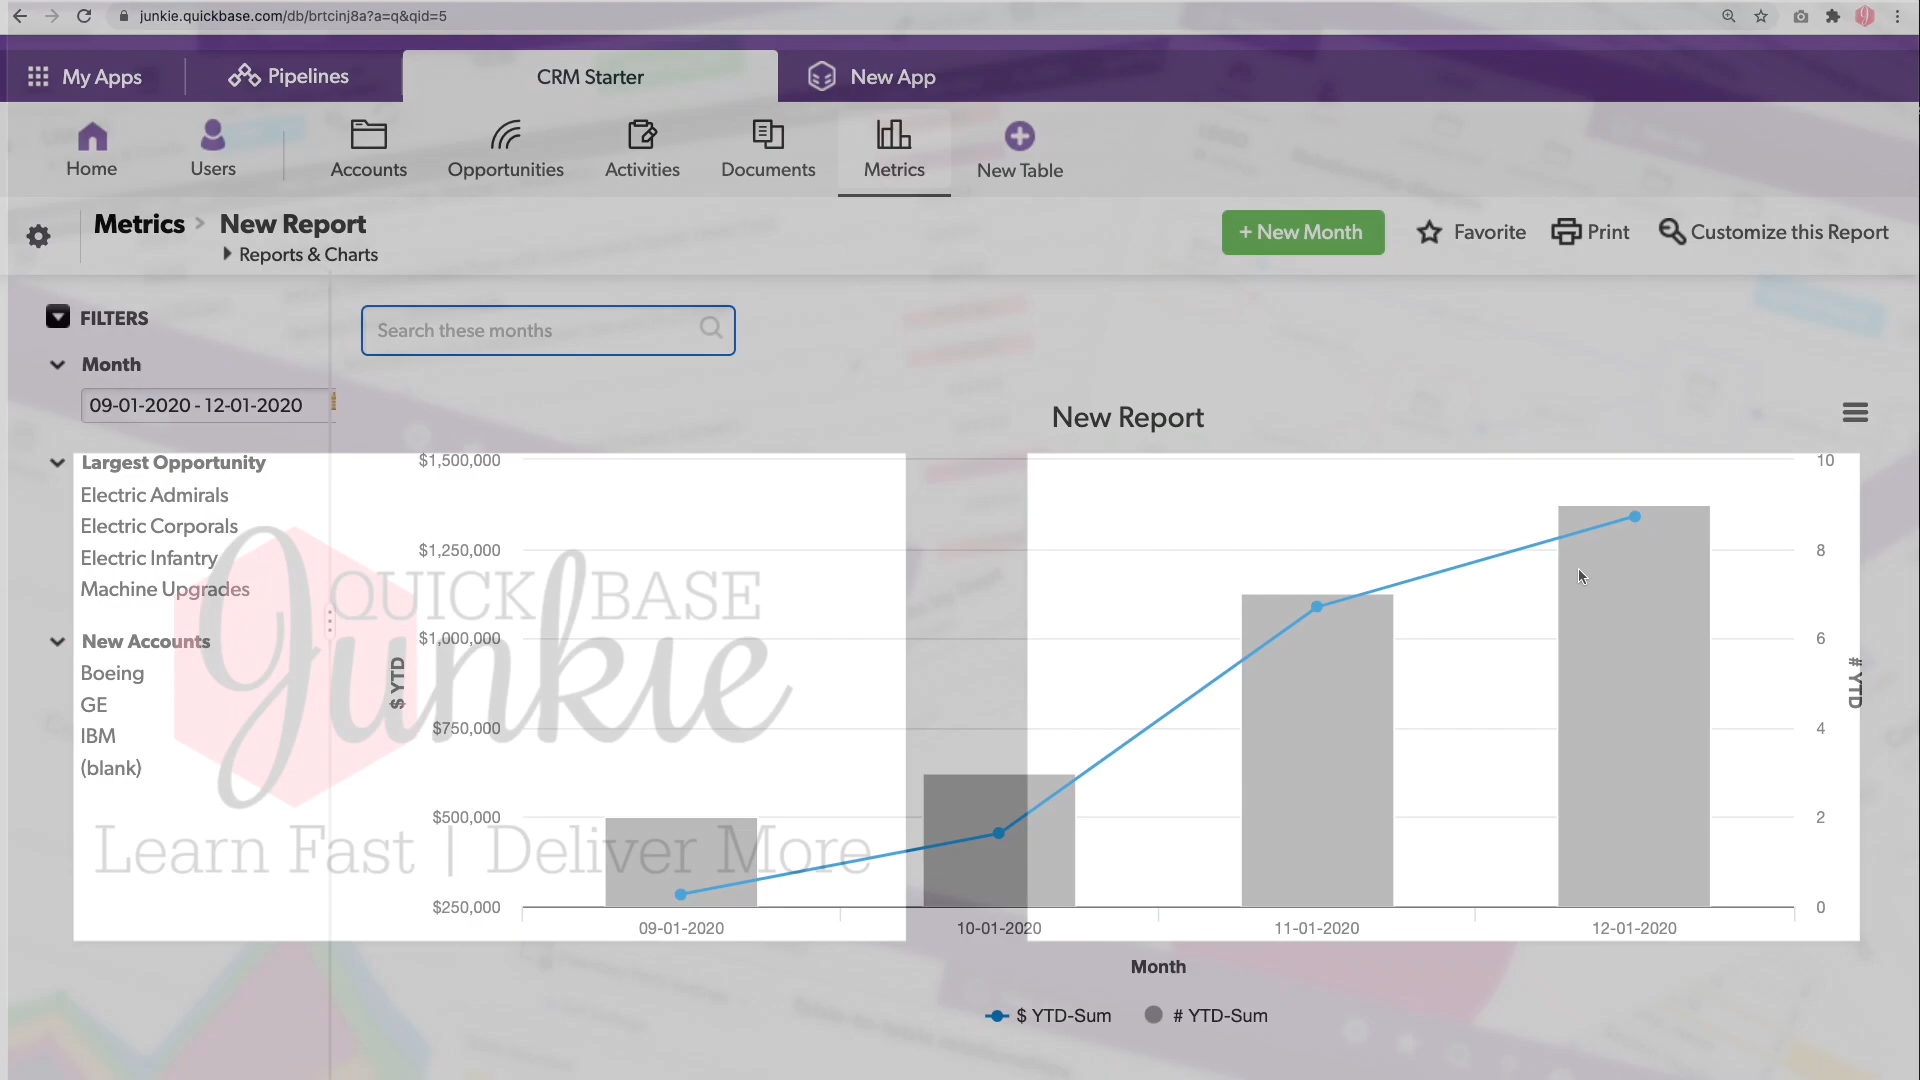 junkie.quickbase.com/db/brtcinj8a?a=q&qid=5
My Apps
Pipelines
CRM Starter
New App
Home
Users
Accounts
Opportunities
Activities
Documents
Metrics
New Table
Metrics > New Report
Reports & Charts
+ New Month
Favorite
Print
Customize this Report
FILTERS
Search these months
Month
09-01-2020 - 12-01-2020
New Report
Largest Opportunity
Electric Admirals
Electric Corporals
Electric Infantry
Machine Upgrades
New Accounts
Boeing
GE
IBM
(blank)
QUICK BASE
Junkie
Learn Fast | Deliver More
$ YTD
$1,500,000
$1,250,000
$1,000,000
$750,000
$500,000
$250,000
10
8
6
4
2
0
# YTD
09-01-2020
10-01-2020
11-01-2020
12-01-2020
Month
$ YTD-Sum
# YTD-Sum